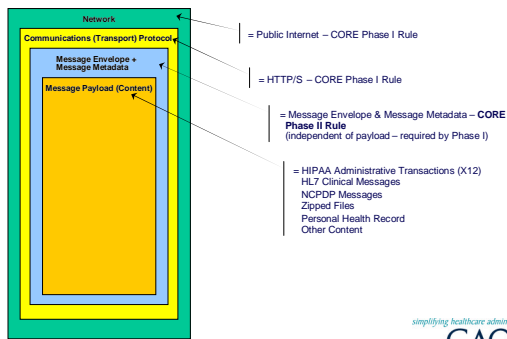 Network
Communications (Transport) Protocol
Message Envelope +
Message Metadata
Message Payload (Content)
= Public Internet – CORE Phase I Rule
= HTTP/S – CORE Phase I Rule
= Message Envelope & Message Metadata – CORE
Phase II Rule
(independent of payload – required by Phase I)
= HIPAA Administrative Transactions (X12)
HL7 Clinical Messages
NCPDP Messages
Zipped Files
Personal Health Record
Other Content
simplifying healthcare